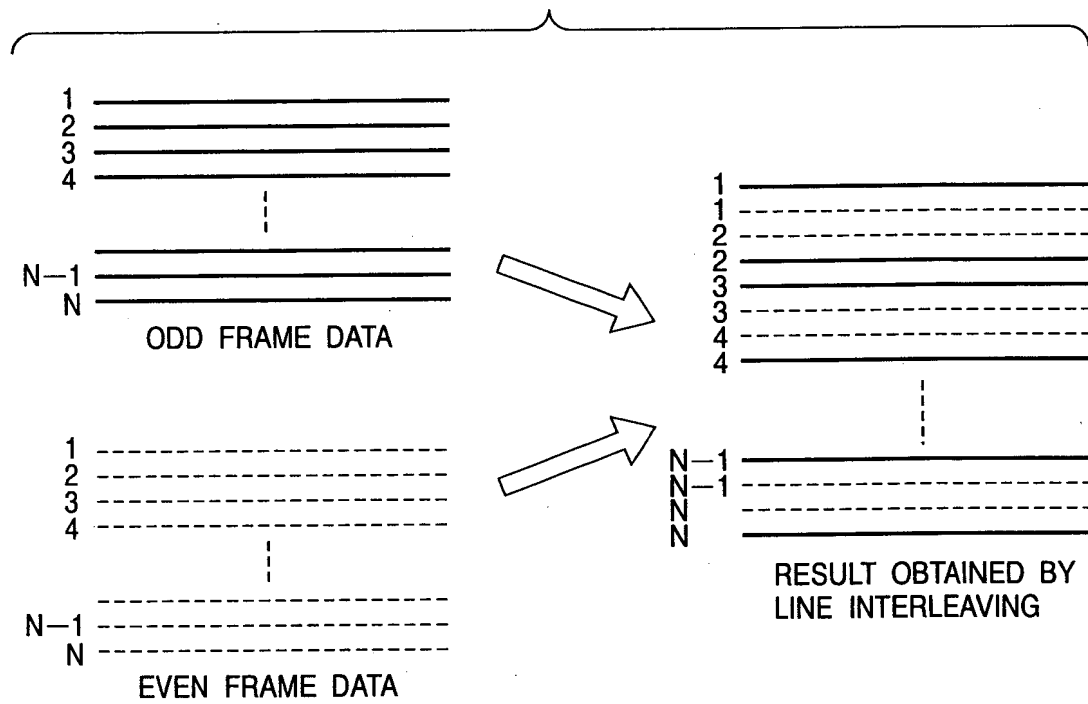 1
2
3
4
N-1
N
ODD FRAME DATA
1
2
3
4
N-1
N
EVEN FRAME DATA
1
1
2
2
3
3
4
4
N-1
N-1
N
N
RESULT OBTAINED BY
LINE INTERLEAVING